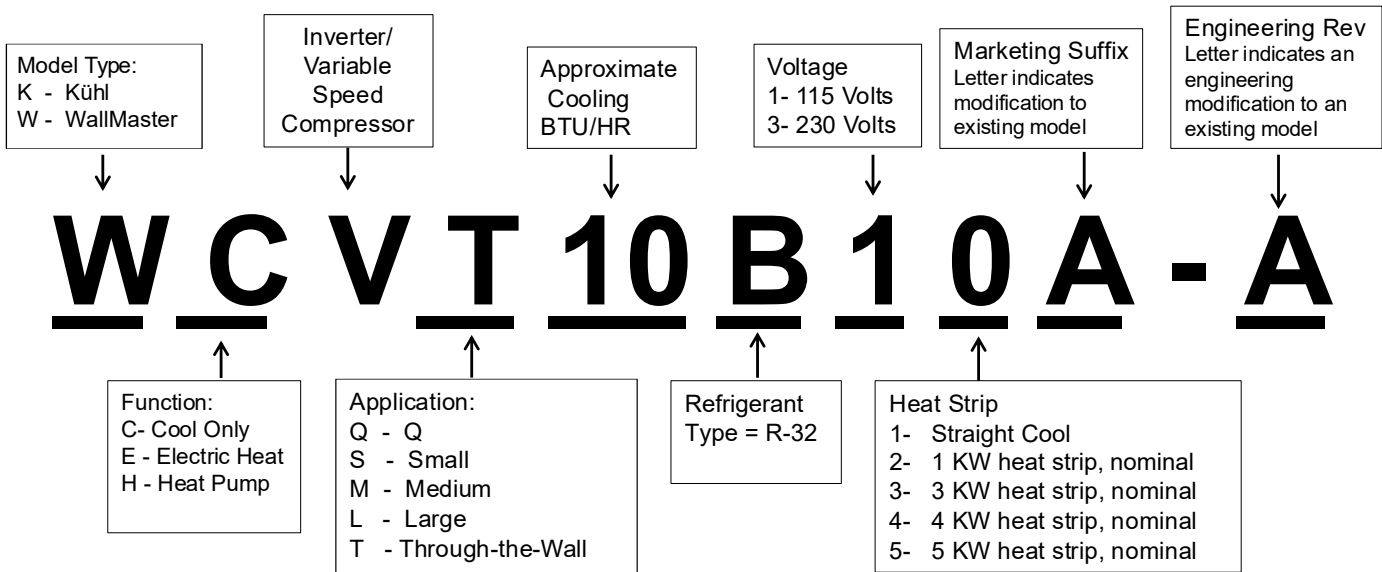 Model Type:
K - Kühl
W - WallMaster
Inverter/
Variable
Speed
Compressor
Approximate
Cooling
BTU/HR
Voltage
1- 115 Volts
3- 230 Volts
Marketing Suffix
Letter indicates
modification to
existing model
Engineering Rev
Letter indicates an
engineering
modification to an
existing model
W C V T 10 B 1 0 A - A
Function:
C- Cool Only
E - Electric Heat
H - Heat Pump
Application:
Q - Q
S - Small
M - Medium
L - Large
T - Through-the-Wall
Refrigerant
Type = R-32
Heat Strip
1- Straight Cool
2- 1 KW heat strip, nominal
3- 3 KW heat strip, nominal
4- 4 KW heat strip, nominal
5- 5 KW heat strip, nominal